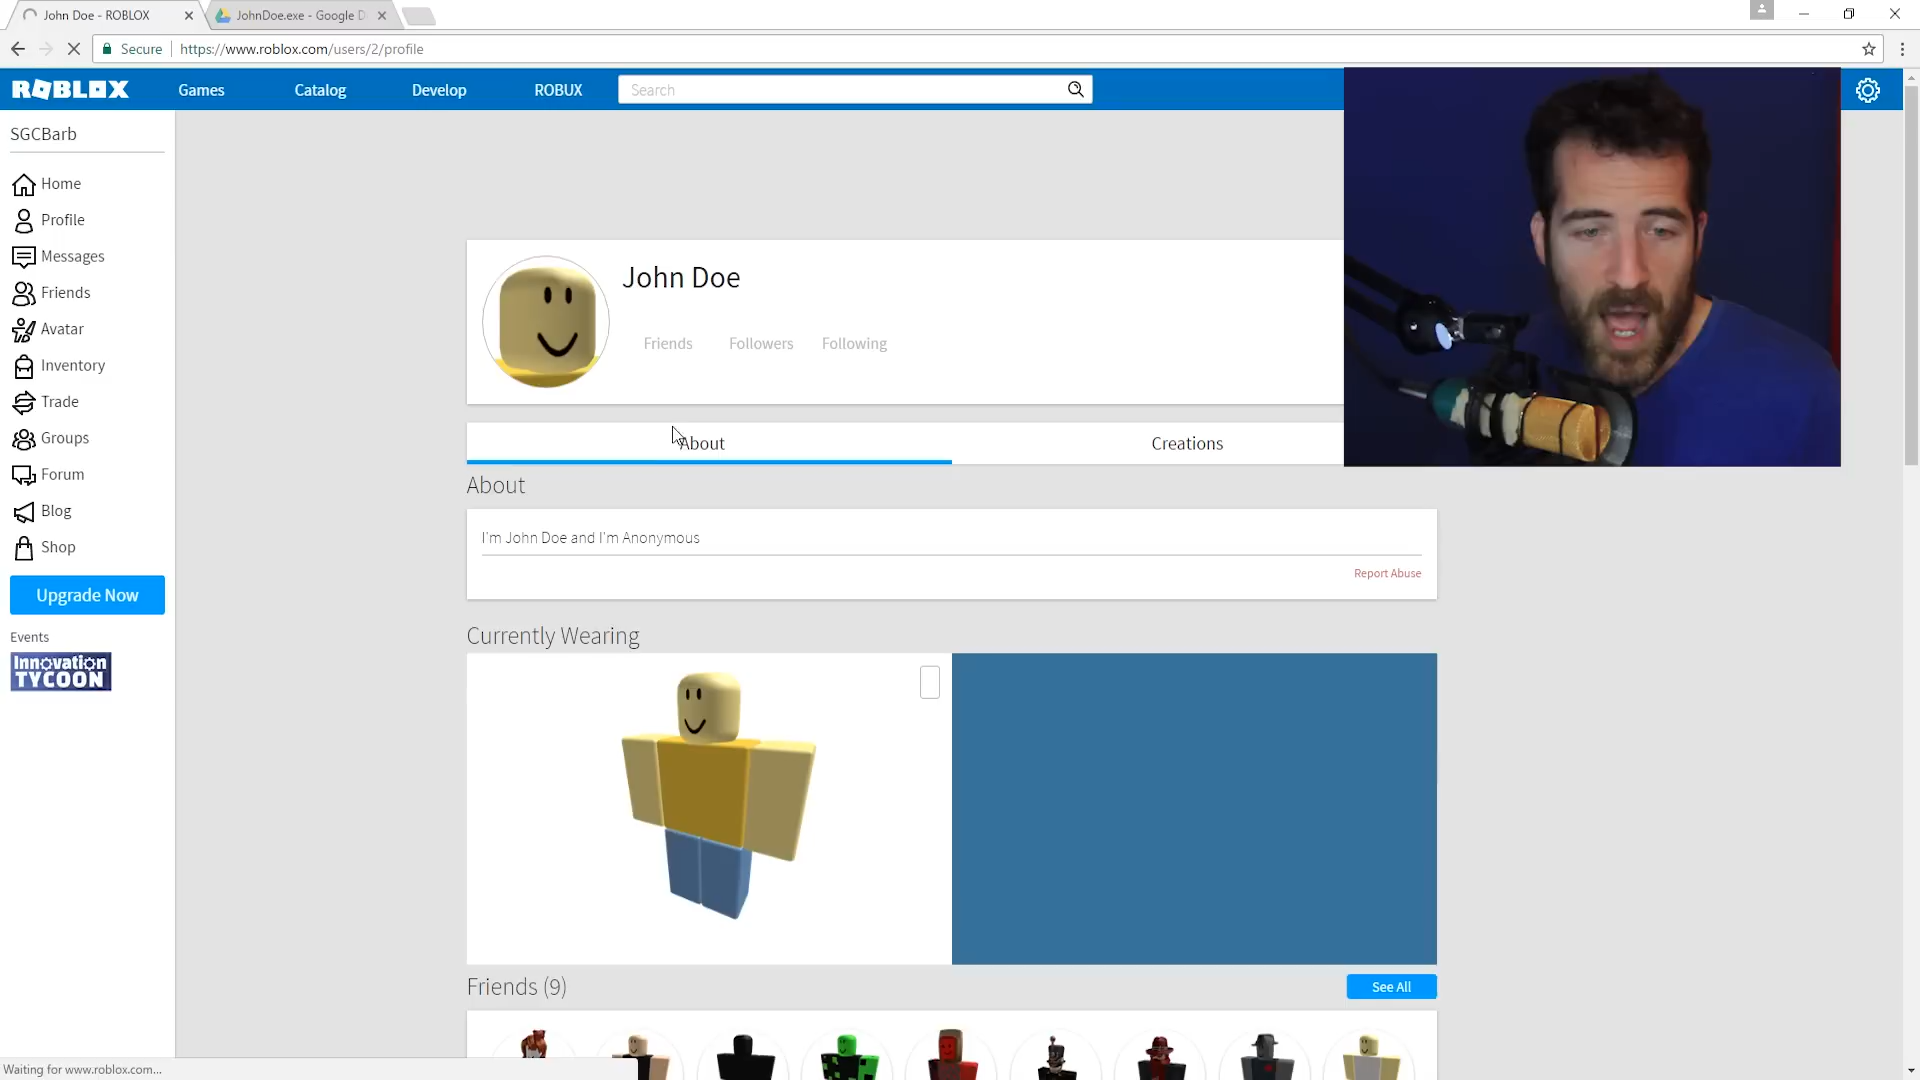 John Doe - ROBLOX
JohnDoe.exe - Google D
Secure
https://www.roblox.com/users/2/profile
ROBLOX
Games
Catalog
Develop
ROBUX
Search
SGCBarb
Home
Profile
Messages
Friends
Avatar
Inventory
Trade
Groups
Forum
Blog
Shop
Upgrade Now
Events
Innovation
TYCOON
John Doe
Friends
Followers
Following
About
Creations
About
I'm John Doe and I'm Anonymous
Report Abuse
Currently Wearing
Friends (9)
See All
Waiting for www.roblox.com...